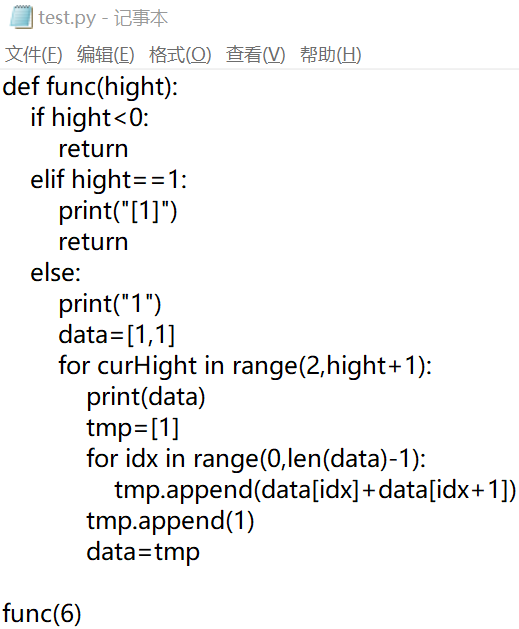 test.py - 记事本
文件(F) 编辑(E) 格式(O) 查看(V) 帮助(H)
def func(hight):
    if hight<0:
        return
    elif hight==1:
        print("[1]")
        return
    else:
        print("1")
        data=[1,1]
        for curHight in range(2,hight+1):
            print(data)
            tmp=[1]
            for idx in range(0,len(data)-1):
                tmp.append(data[idx]+data[idx+1])
            tmp.append(1)
            data=tmp

func(6)